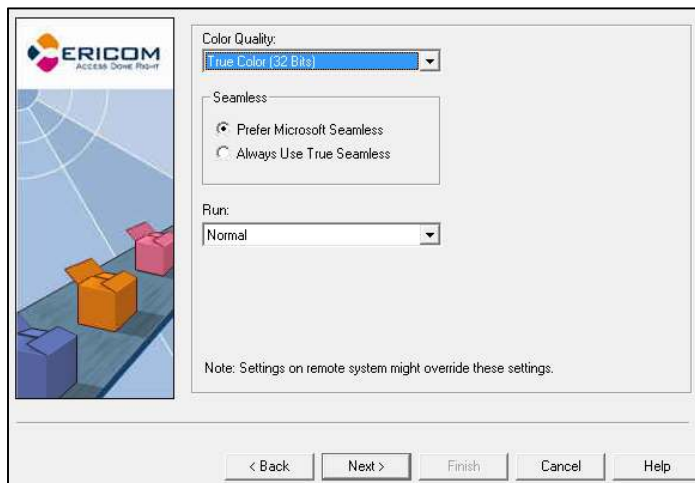 ERICOM
ACCESS DONE RIGHT
Color Quality:
True Color (32 Bits)
Seamless
Prefer Microsoft Seamless
Always Use True Seamless
Run:
Normal
Note: Settings on remote system might override these settings.
< Back Next > Finish Cancel Help